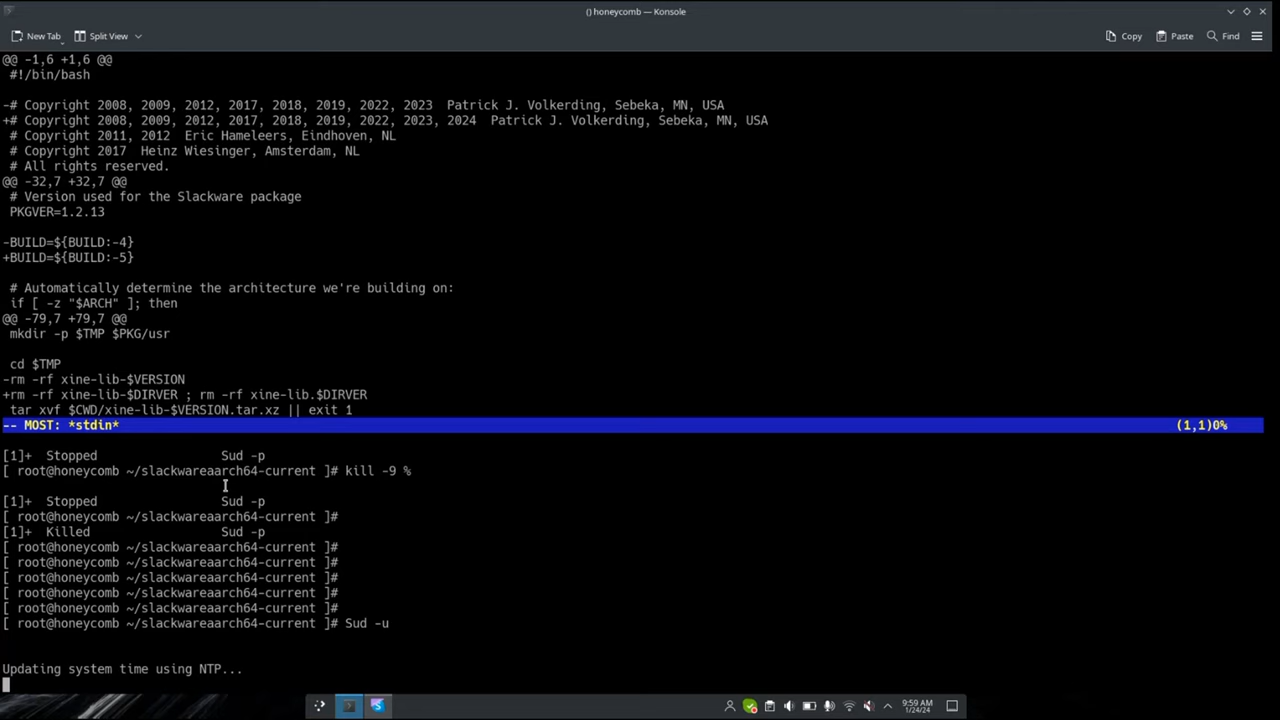 () honeycomb — Konsole
New Tab
Split View
Copy
Paste
Find
@@ -1,6 +1,6 @@
#!/bin/bash
-# Copyright 2008, 2009, 2012, 2017, 2018, 2019, 2022, 2023  Patrick J. Volkerding, Sebeka, MN, USA
+# Copyright 2008, 2009, 2012, 2017, 2018, 2019, 2022, 2023, 2024  Patrick J. Volkerding, Sebeka, MN, USA
# Copyright 2011, 2012  Eric Hameleers, Eindhoven, NL
# Copyright 2017  Heinz Wiesinger, Amsterdam, NL
# All rights reserved.
@@ -32,7 +32,7 @@
# Version used for the Slackware package
PKGVER=1.2.13
-BUILD=${BUILD:-4}
+BUILD=${BUILD:-5}
# Automatically determine the architecture we're building on:
if [ -z "$ARCH" ]; then
@@ -79,7 +79,7 @@
mkdir -p $TMP $PKG/usr
cd $TMP
-rm -rf xine-lib-$VERSION
+rm -rf xine-lib-$DIRVER ; rm -rf xine-lib.$DIRVER
tar xvf $CWD/xine-lib-$VERSION.tar.xz || exit 1
-- MOST: *stdin* (1,1)0%
[1]+  Stopped                 Sud -p
[ root@honeycomb ~/slackwareaarch64-current ]# kill -9 %
[1]+  Stopped                 Sud -p
[ root@honeycomb ~/slackwareaarch64-current ]#
[1]+  Killed                  Sud -p
[ root@honeycomb ~/slackwareaarch64-current ]#
[ root@honeycomb ~/slackwareaarch64-current ]#
[ root@honeycomb ~/slackwareaarch64-current ]#
[ root@honeycomb ~/slackwareaarch64-current ]#
[ root@honeycomb ~/slackwareaarch64-current ]#
[ root@honeycomb ~/slackwareaarch64-current ]# Sud -u
Updating system time using NTP...
9:59 AM
1/24/24